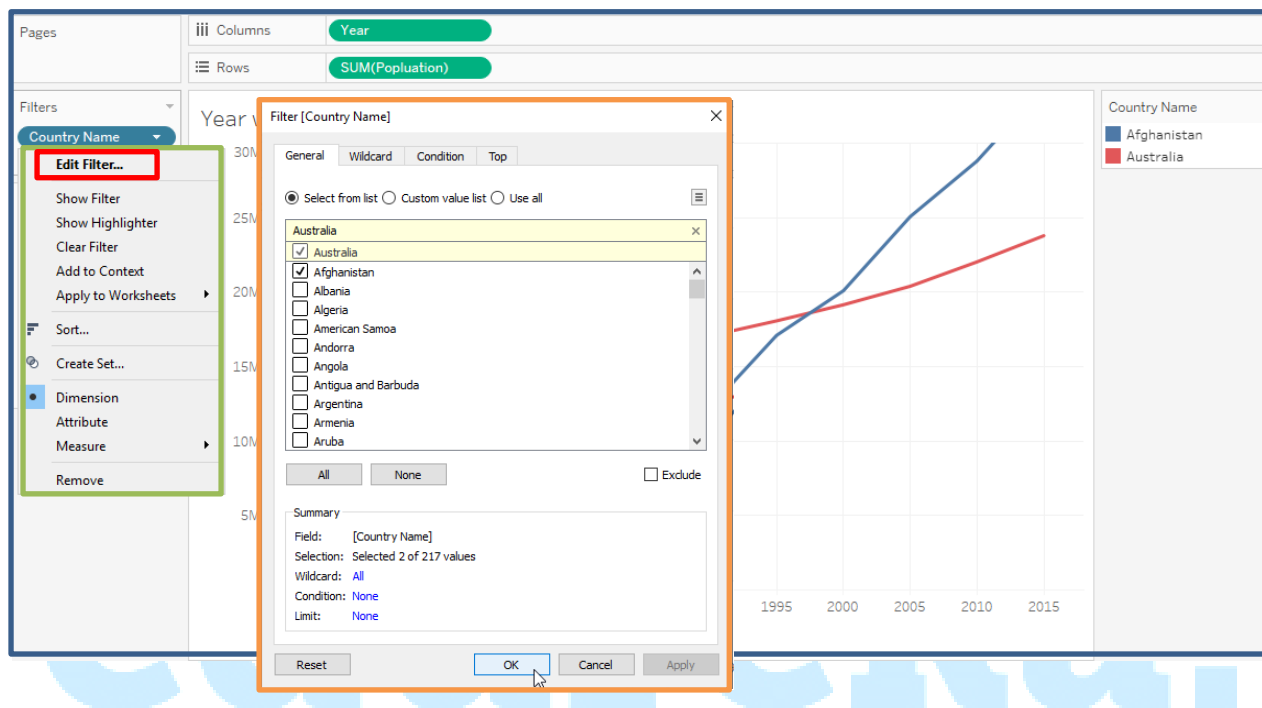 Pages
Columns
Year
Rows
SUM(Popluation)
Filters
Country Name
Edit Filter...
Show Filter
Show Highlighter
Clear Filter
Add to Context
Apply to Worksheets
Sort...
Create Set...
Dimension
Attribute
Measure
Remove
Year
30M
25M
20M
15M
10M
5M
Filter [Country Name]
General Wildcard Condition Top
Select from list Custom value list Use all
Australia
Australia
Afghanistan
Albania
Algeria
American Samoa
Andorra
Angola
Antigua and Barbuda
Argentina
Armenia
Aruba
All None Exclude
Summary
Field: [Country Name]
Selection: Selected 2 of 217 values
Wildcard: All
Condition: None
Limit: None
Reset OK Cancel Apply
1995 2000 2005 2010 2015
Country Name
Afghanistan
Australia